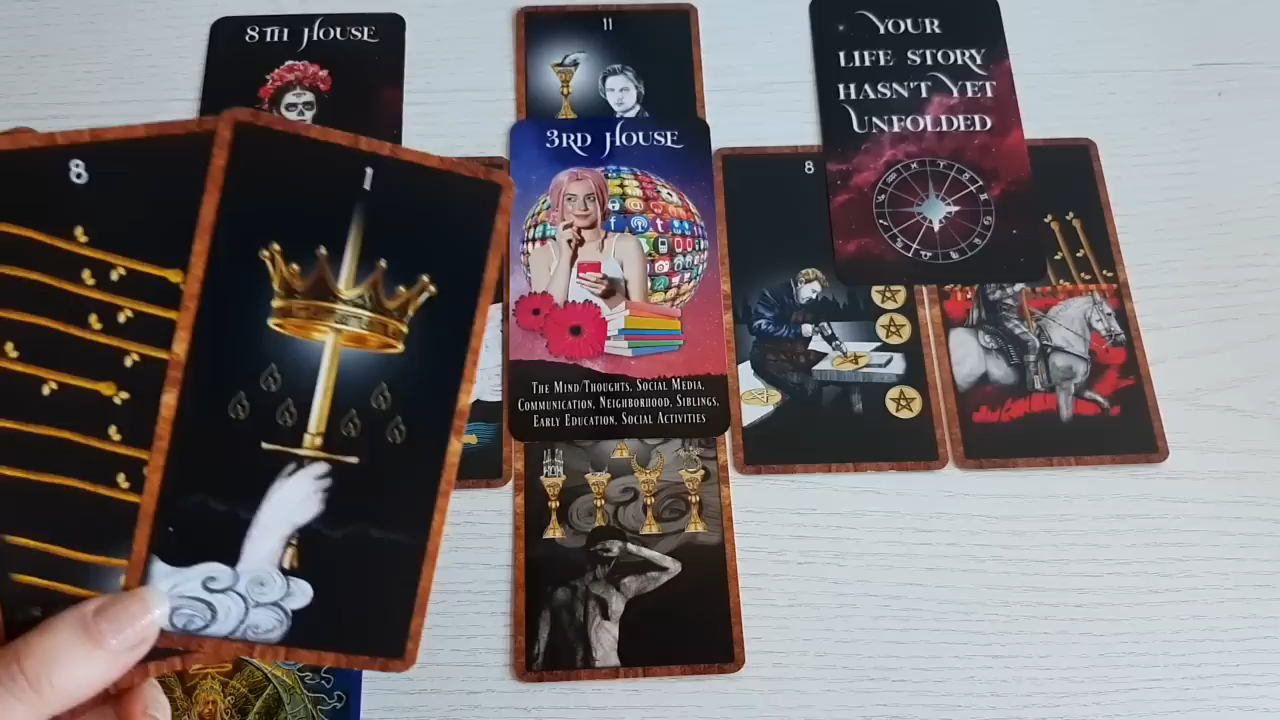 8TH HOUSE
11
YOUR
LIFE STORY
HASN'T YET
UNFOLDED
3RD HOUSE
8
1
8
THE MIND/THOUGHTS, SOCIAL MEDIA,
COMMUNICATION, NEIGHBORHOOD, SIBLINGS,
EARLY EDUCATION, SOCIAL ACTIVITIES